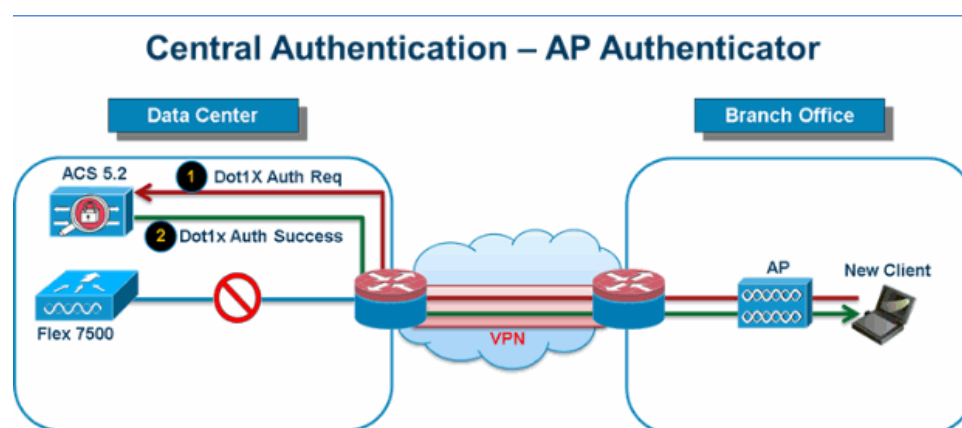 Central Authentication – AP Authenticator
Data Center
Branch Office
ACS 5.2
1 Dot1X Auth Req
2 Dot1x Auth Success
AP
New Client
Flex 7500
VPN